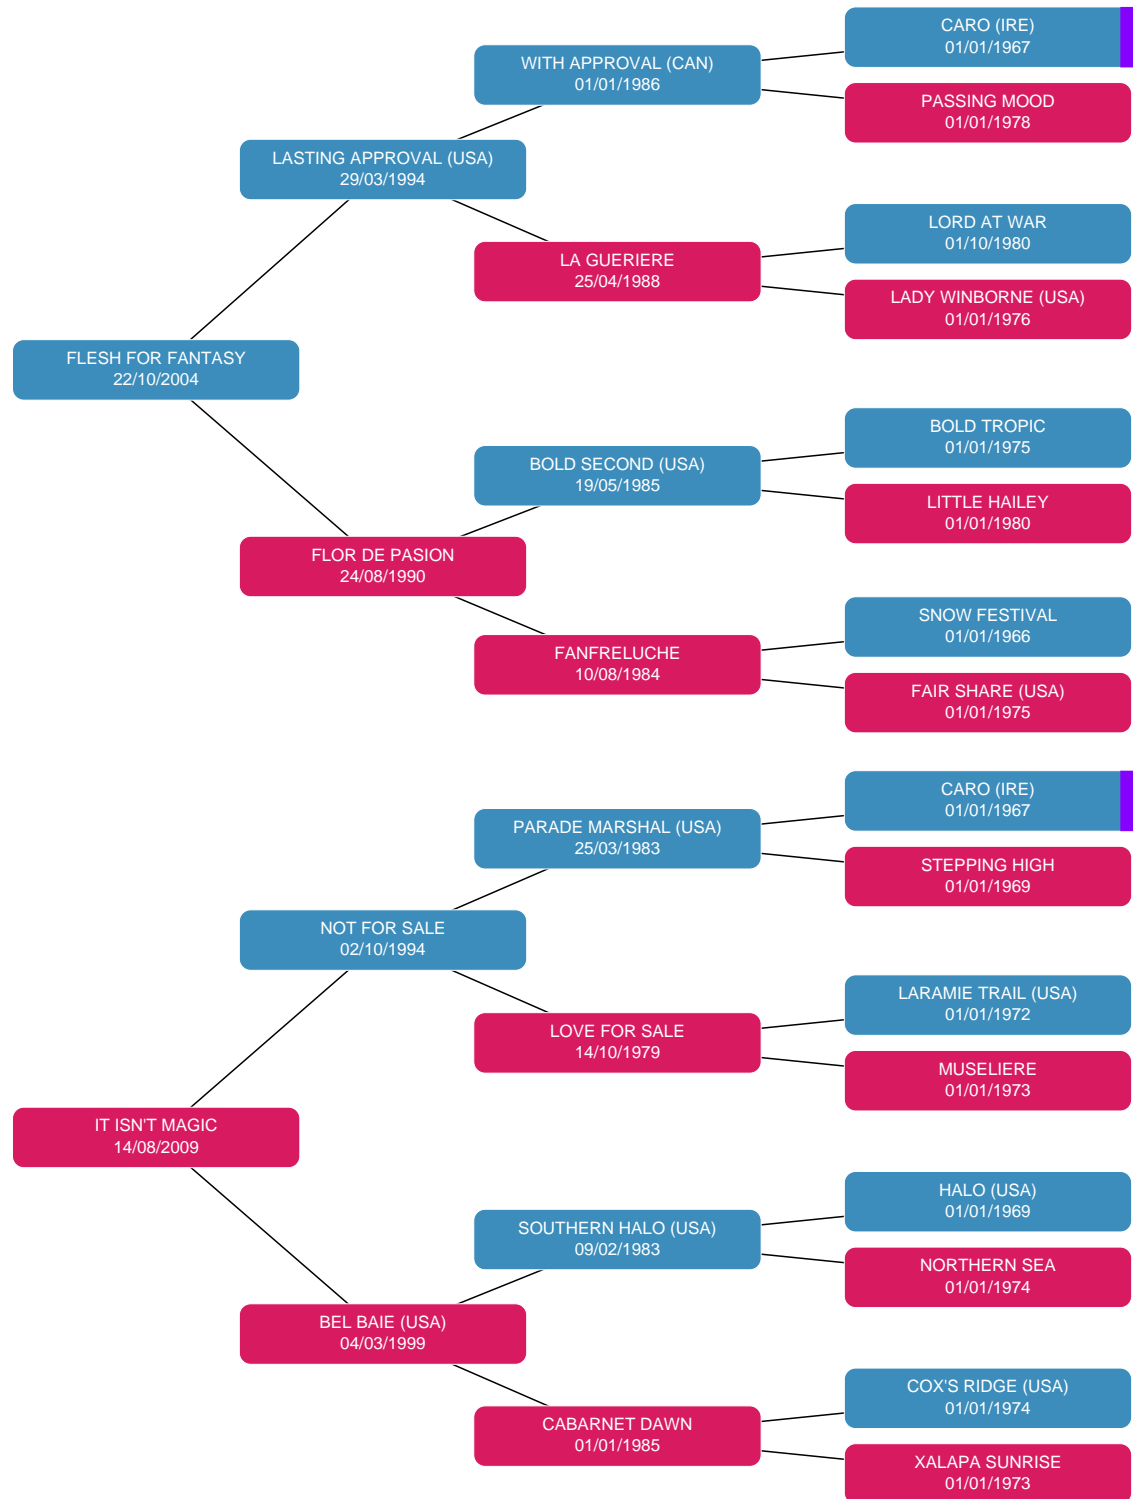 CARO (IRE)
01/01/1967
WITH APPROVAL (CAN)
01/01/1986
PASSING MOOD
01/01/1978
LASTING APPROVAL (USA)
29/03/1994
LORD AT WAR
01/10/1980
LA GUERIERE
25/04/1988
LADY WINBORNE (USA)
01/01/1976
FLESH FOR FANTASY
22/10/2004
BOLD TROPIC
01/01/1975
BOLD SECOND (USA)
19/05/1985
LITTLE HAILEY
01/01/1980
FLOR DE PASION
24/08/1990
SNOW FESTIVAL
01/01/1966
FANFRELUCHE
10/08/1984
FAIR SHARE (USA)
01/01/1975
CARO (IRE)
01/01/1967
PARADE MARSHAL (USA)
25/03/1983
STEPPING HIGH
01/01/1969
NOT FOR SALE
02/10/1994
LARAMIE TRAIL (USA)
01/01/1972
LOVE FOR SALE
14/10/1979
MUSELIERE
01/01/1973
IT ISN'T MAGIC
14/08/2009
HALO (USA)
01/01/1969
SOUTHERN HALO (USA)
09/02/1983
NORTHERN SEA
01/01/1974
BEL BAIE (USA)
04/03/1999
COX'S RIDGE (USA)
01/01/1974
CABARNET DAWN
01/01/1985
XALAPA SUNRISE
01/01/1973